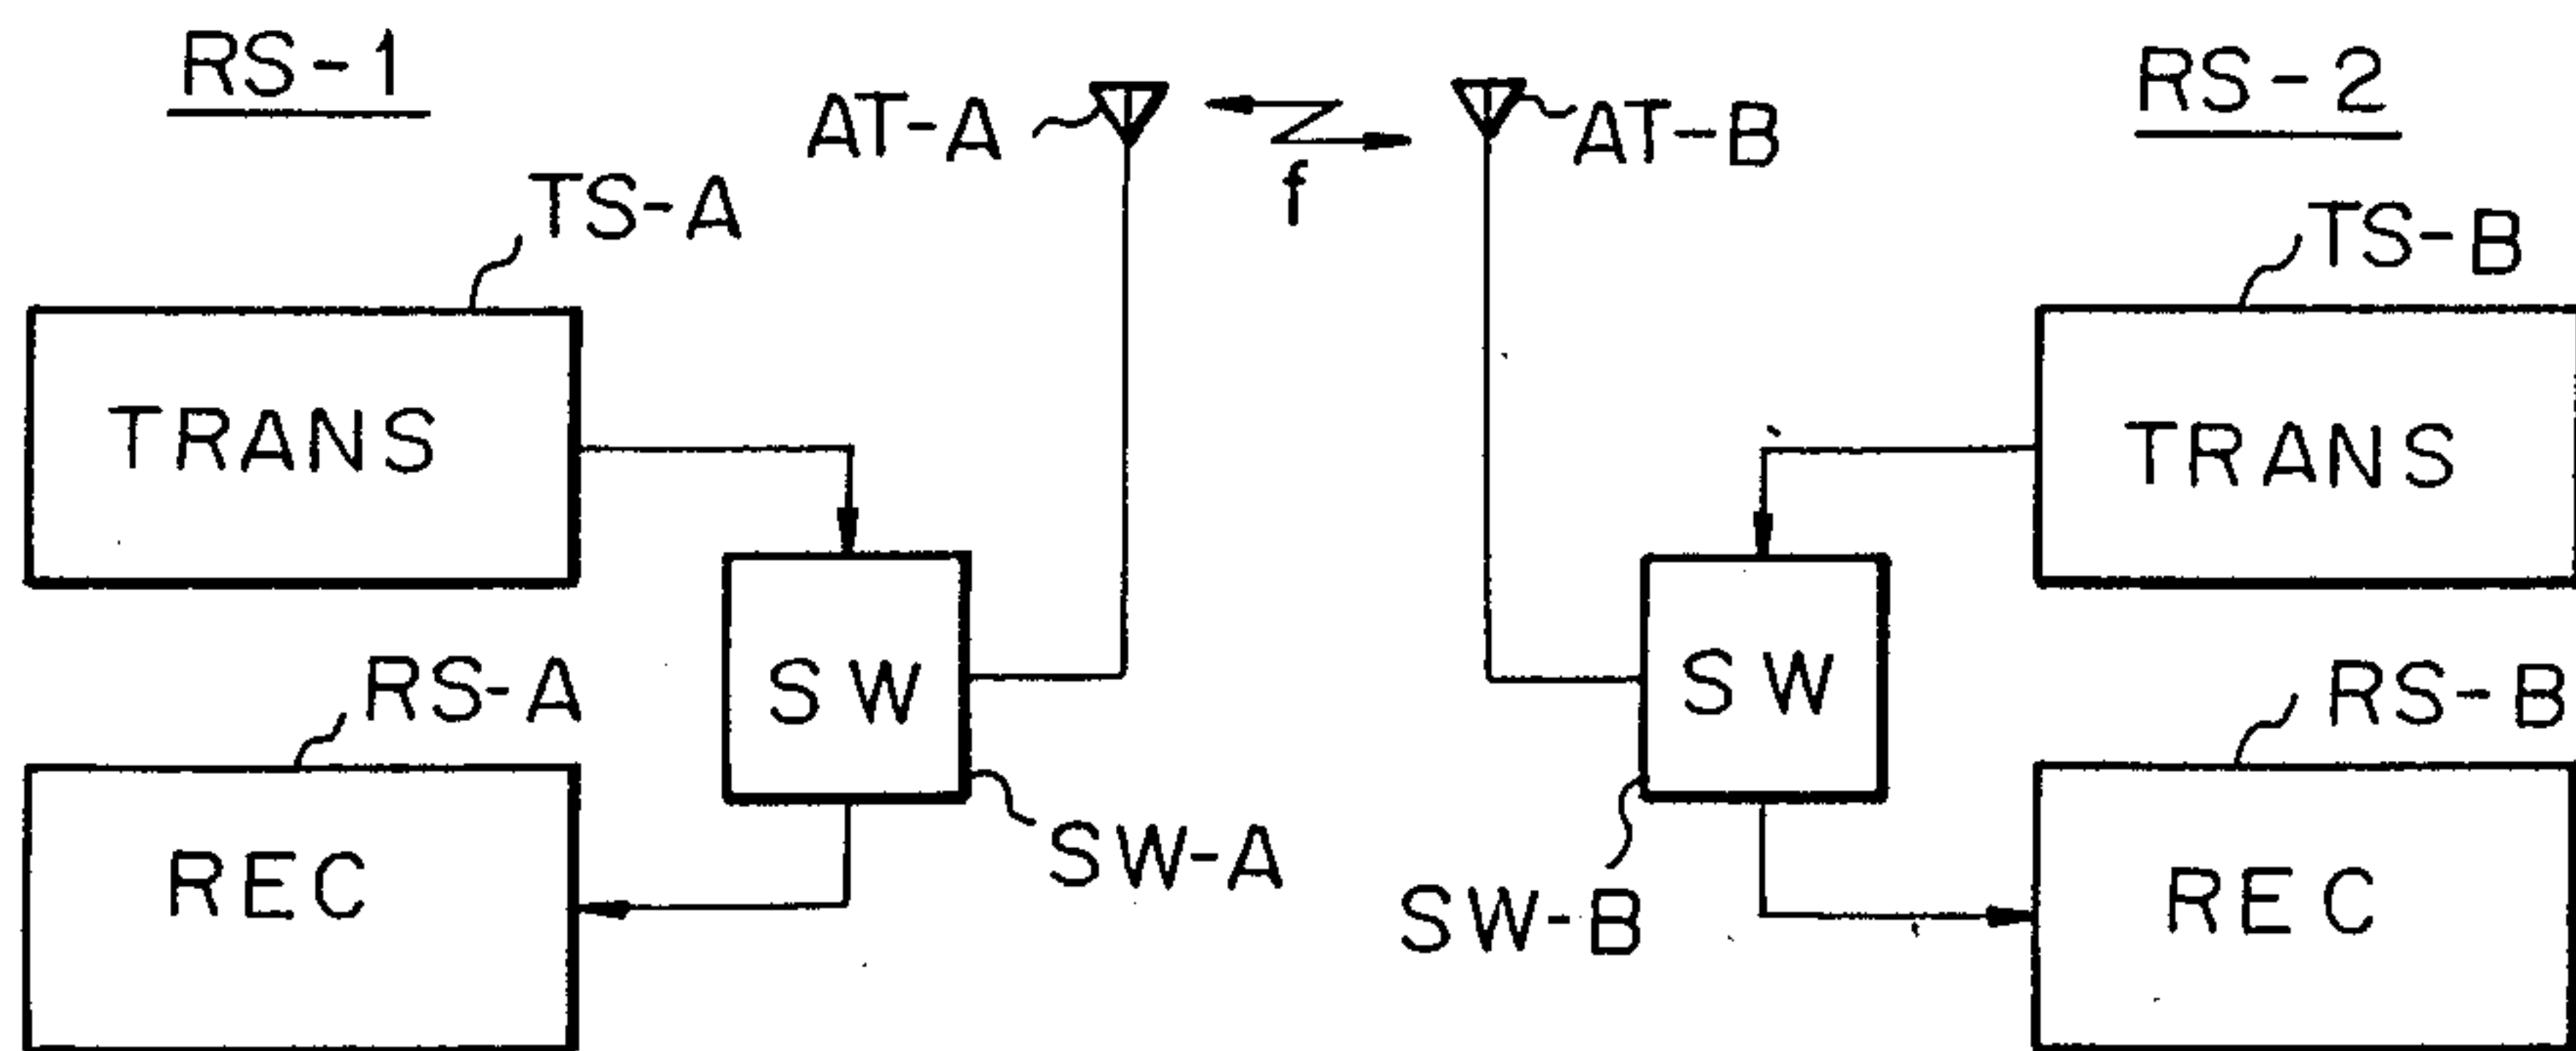 RS-1
RS-2
AT-A
AT-B
f
TS-A
TS-B
TRANS
TRANS
SW
SW
RS-A
RS-B
SW-A
SW-B
REC
REC